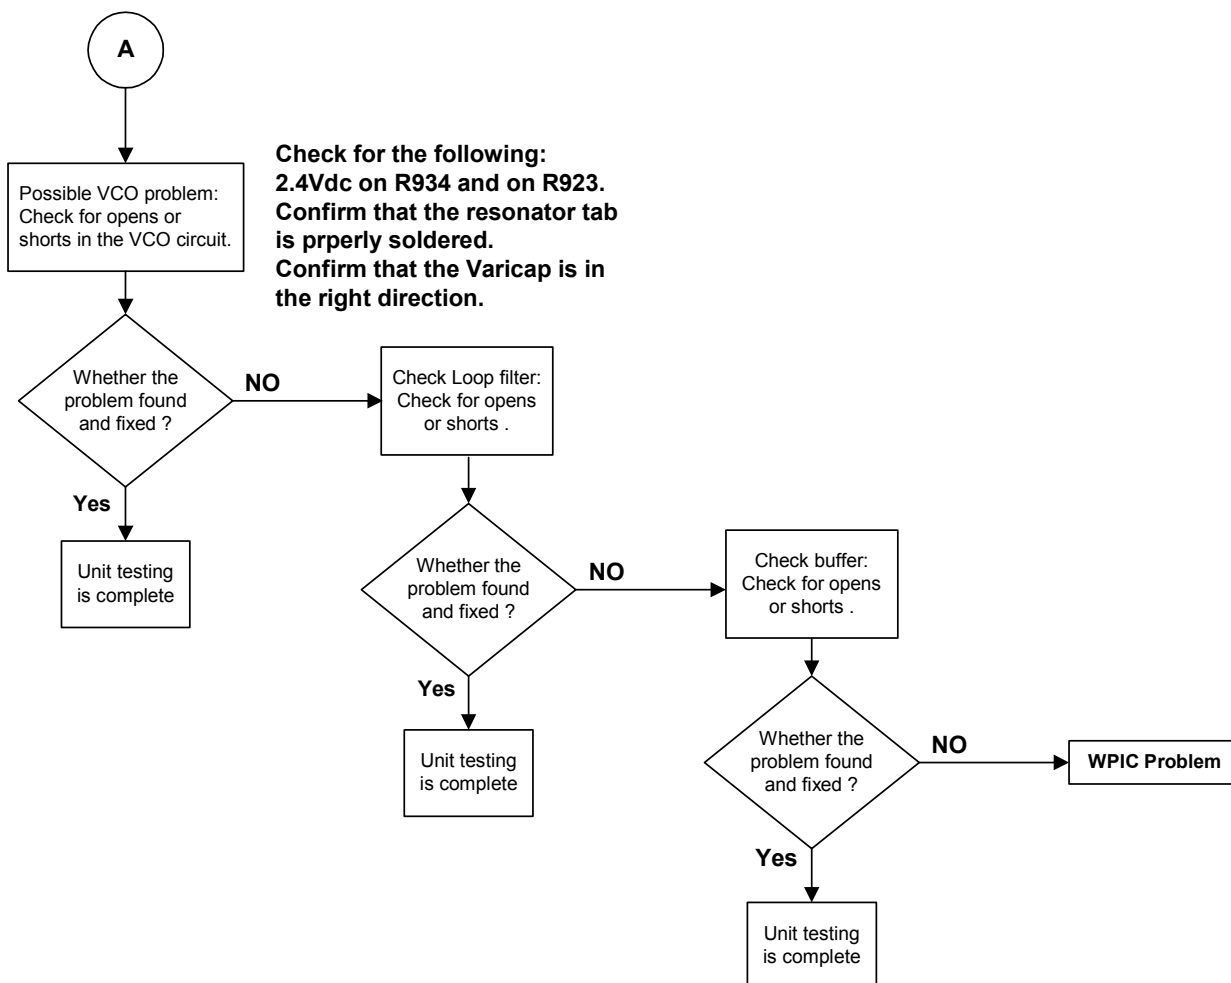 A
Possible VCO problem:
Check for opens or
shorts in the VCO circuit.
Check for the following:
2.4Vdc on R934 and on R923.
Confirm that the resonator tab
is prperly soldered.
Confirm that the Varicap is in
the right direction.
Whether the
problem found
and fixed ?
NO
Yes
Unit testing
is complete
Check Loop filter:
Check for opens
or shorts .
Whether the
problem found
and fixed ?
NO
Yes
Unit testing
is complete
Check buffer:
Check for opens
or shorts .
Whether the
problem found
and fixed ?
NO
Yes
Unit testing
is complete
WPIC Problem